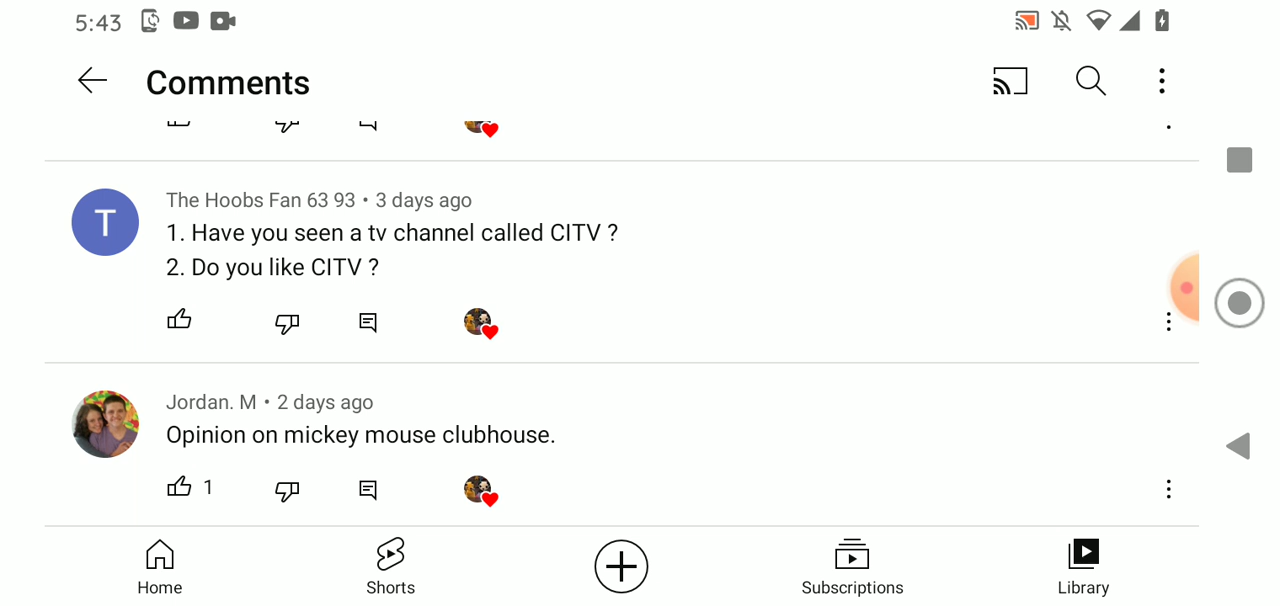 5:43
Comments
The Hoobs Fan 63 93 • 3 days ago
1. Have you seen a tv channel called CITV ?
2. Do you like CITV ?
T
Jordan. M • 2 days ago
Opinion on mickey mouse clubhouse.
1
Home
Shorts
Subscriptions
Library